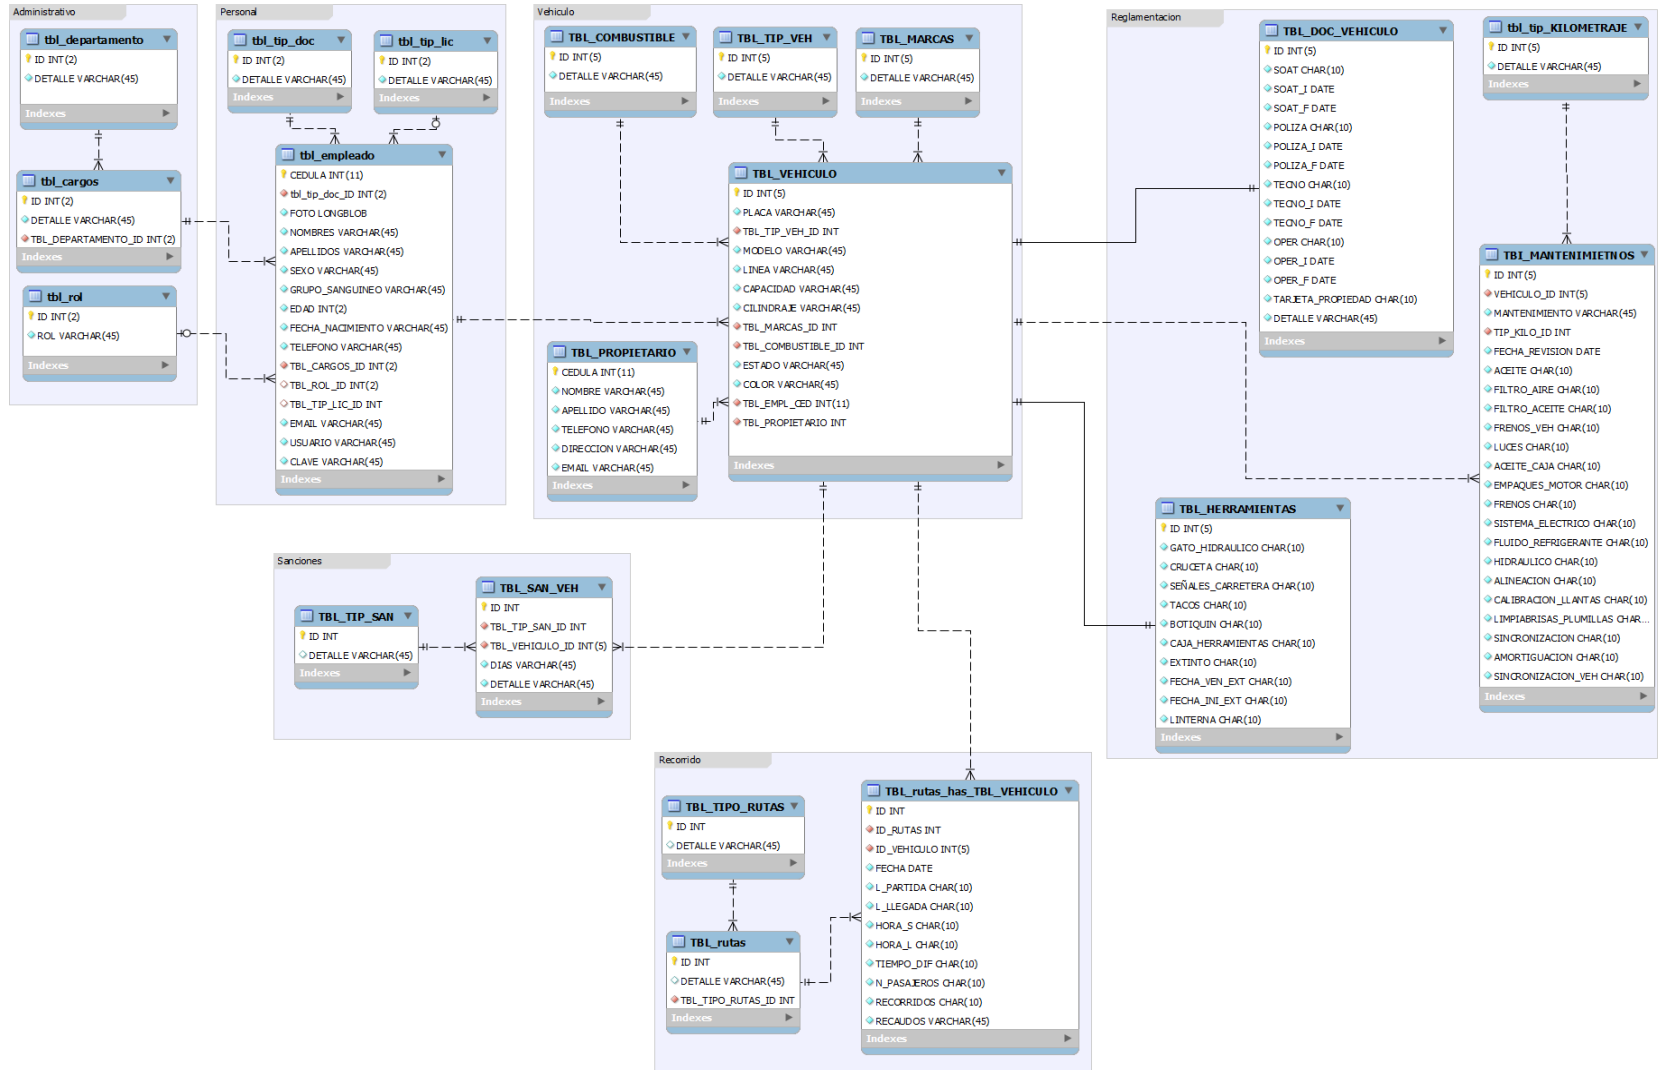 Administrativo
tbl_departamento
ID INT(2)
DETALLE VARCHAR(45)
Indexes
tbl_cargos
ID INT(2)
DETALLE VARCHAR(45)
TBL_DEPARTAMENTO_ID INT(2)
Indexes
tbl_rol
ID INT(2)
ROL VARCHAR(45)
Indexes
Personal
tbl_tip_doc
ID INT(2)
DETALLE VARCHAR(45)
Indexes
tbl_tip_lic
ID INT(2)
DETALLE VARCHAR(45)
Indexes
tbl_empleado
CEDULA INT(11)
tbl_tip_doc_ID INT(2)
FOTO LONGBLOB
NOMBRES VARCHAR(45)
APELLIDOS VARCHAR(45)
SEXO VARCHAR(45)
GRUPO_SANGUINEO VARCHAR(45)
EDAD INT(2)
FECHA_NACIMIENTO VARCHAR(45)
TELEFONO VARCHAR(45)
TBL_CARGOS_ID INT(2)
TBL_ROL_ID INT(2)
TBL_TIP_LIC_ID INT
EMAIL VARCHAR(45)
USUARIO VARCHAR(45)
CLAVE VARCHAR(45)
Indexes
Vehiculo
TBL_COMBUSTIBLE
ID INT(5)
DETALLE VARCHAR(45)
Indexes
TBL_TIP_VEH
ID INT(5)
DETALLE VARCHAR(45)
Indexes
TBL_MARCAS
ID INT(5)
DETALLE VARCHAR(45)
Indexes
TBL_VEHICULO
ID INT(5)
PLACA VARCHAR(45)
TBL_TIP_VEH_ID INT
MODELO VARCHAR(45)
LINEA VARCHAR(45)
CAPACIDAD VARCHAR(45)
CILINDRAJE VARCHAR(45)
TBL_MARCAS_ID INT
TBL_COMBUSTIBLE_ID INT
ESTADO VARCHAR(45)
COLOR VARCHAR(45)
TBL_EMPL_CED INT(11)
TBL_PROPIETARIO INT
Indexes
TBL_PROPIETARIO
CEDULA INT(11)
NOMBRE VARCHAR(45)
APELLIDO VARCHAR(45)
TELEFONO VARCHAR(45)
DIRECCION VARCHAR(45)
EMAIL VARCHAR(45)
Indexes
Reglamentacion
TBL_DOC_VEHICULO
ID INT(5)
SOAT CHAR(10)
SOAT_I DATE
SOAT_F DATE
POLIZA CHAR(10)
POLIZA_I DATE
POLIZA_F DATE
TECNO CHAR(10)
TECNO_I DATE
TECNO_F DATE
OPER CHAR(10)
OPER_I DATE
OPER_F DATE
TARJETA_PROPIEDAD CHAR(10)
DETALLE VARCHAR(45)
Indexes
tbl_tip_KILOMETRAJE
ID INT(5)
DETALLE VARCHAR(45)
Indexes
TBI_MANTENIMIETNOS
ID INT(5)
VEHICULO_ID INT(5)
MANTENIMIENTO VARCHAR(45)
TIP_KILO_ID INT
FECHA_REVISION DATE
ACEITE CHAR(10)
FILTRO_AIRE CHAR(10)
FILTRO_ACEITE CHAR(10)
FRENOS_VEH CHAR(10)
LUCES CHAR(10)
ACEITE_CAJA CHAR(10)
EMPAQUES_MOTOR CHAR(10)
FRENOS CHAR(10)
SISTEMA_ELECTRICO CHAR(10)
FLUIDO_REFRIGERANTE CHAR(10)
HIDRAULICO CHAR(10)
ALINEACION CHAR(10)
CALIBRACION_LLANTAS CHAR(10)
LIMPIABRISAS_PLUMILLAS CHAR...
SINCRONIZACION CHAR(10)
AMORTIGUACION CHAR(10)
SINCRONIZACION_VEH CHAR(10)
Indexes
TBL_HERRAMIENTAS
ID INT(5)
GATO_HIDRAULICO CHAR(10)
CRUCETA CHAR(10)
SEÑALES_CARRETERA CHAR(10)
TACOS CHAR(10)
BOTIQUIN CHAR(10)
CAJA_HERRAMIENTAS CHAR(10)
EXTINTO CHAR(10)
FECHA_VEN_EXT CHAR(10)
FECHA_INI_EXT CHAR(10)
LINTERNA CHAR(10)
Indexes
Sanciones
TBL_TIP_SAN
ID INT
DETALLE VARCHAR(45)
Indexes
TBL_SAN_VEH
ID INT
TBL_TIP_SAN_ID INT
TBL_VEHICULO_ID INT(5)
DIAS VARCHAR(45)
DETALLE VARCHAR(45)
Indexes
Recorrido
TBL_TIPO_RUTAS
ID INT
DETALLE VARCHAR(45)
Indexes
TBL_rutas
ID INT
DETALLE VARCHAR(45)
TBL_TIPO_RUTAS_ID INT
Indexes
TBL_rutas_has_TBL_VEHICULO
ID INT
ID_RUTAS INT
ID_VEHICULO INT(5)
FECHA DATE
L_PARTIDA CHAR(10)
L_LLEGADA CHAR(10)
HORA_S CHAR(10)
HORA_L CHAR(10)
TIEMPO_DIF CHAR(10)
N_PASAJEROS CHAR(10)
RECORRIDOS CHAR(10)
RECAUDOS VARCHAR(45)
Indexes